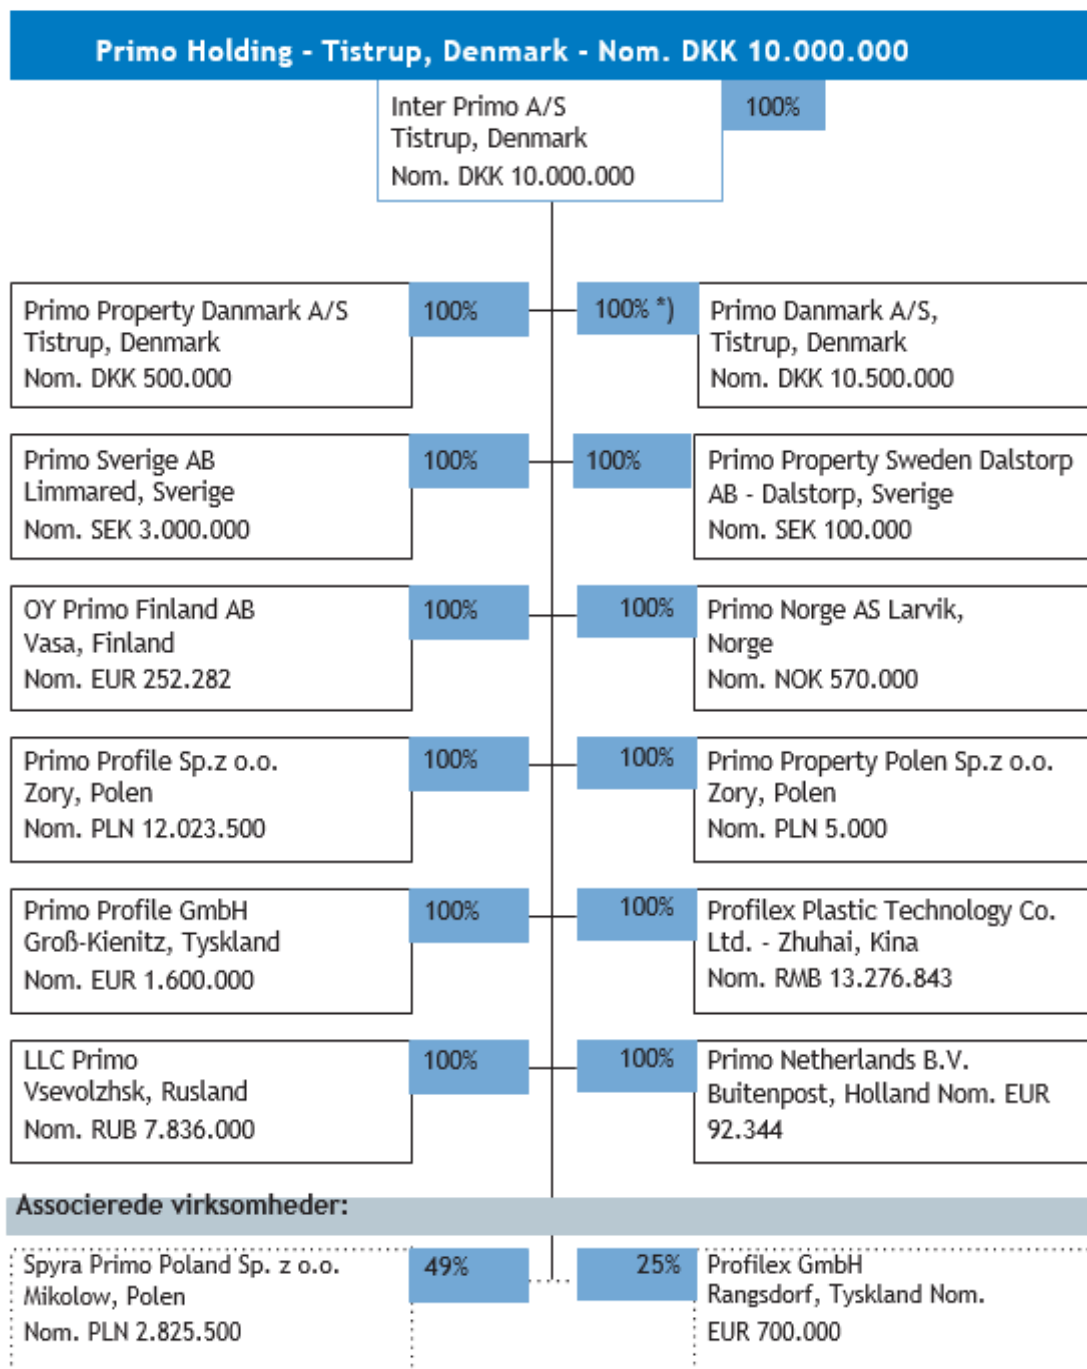 Primo Holding - Tistrup, Denmark - Nom. DKK 10.000.000
Inter Primo A/S
Tistrup, Denmark
Nom. DKK 10.000.000
100%
Primo Property Danmark A/S
Tistrup, Denmark
Nom. DKK 500.000
100%
100% *)
Primo Danmark A/S,
Tistrup, Denmark
Nom. DKK 10.500.000
Primo Sverige AB
Limmared, Sverige
Nom. SEK 3.000.000
100%
100%
Primo Property Sweden Dalstorp
AB - Dalstorp, Sverige
Nom. SEK 100.000
OY Primo Finland AB
Vasa, Finland
Nom. EUR 252.282
100%
100%
Primo Norge AS Larvik,
Norge
Nom. NOK 570.000
Primo Profile Sp.z o.o.
Zory, Polen
Nom. PLN 12.023.500
100%
100%
Primo Property Polen Sp.z o.o.
Zory, Polen
Nom. PLN 5.000
Primo Profile GmbH
Groß-Kienitz, Tyskland
Nom. EUR 1.600.000
100%
100%
Profilex Plastic Technology Co.
Ltd. - Zhuhai, Kina
Nom. RMB 13.276.843
LLC Primo
Vsevolzhsk, Rusland
Nom. RUB 7.836.000
100%
100%
Primo Netherlands B.V.
Buitenpost, Holland Nom. EUR
92.344
Associerede virksomheder:
Spyra Primo Poland Sp. z o.o.
Mikolow, Polen
Nom. PLN 2.825.500
49%
25%
Profilex GmbH
Rangsdorf, Tyskland Nom.
EUR 700.000